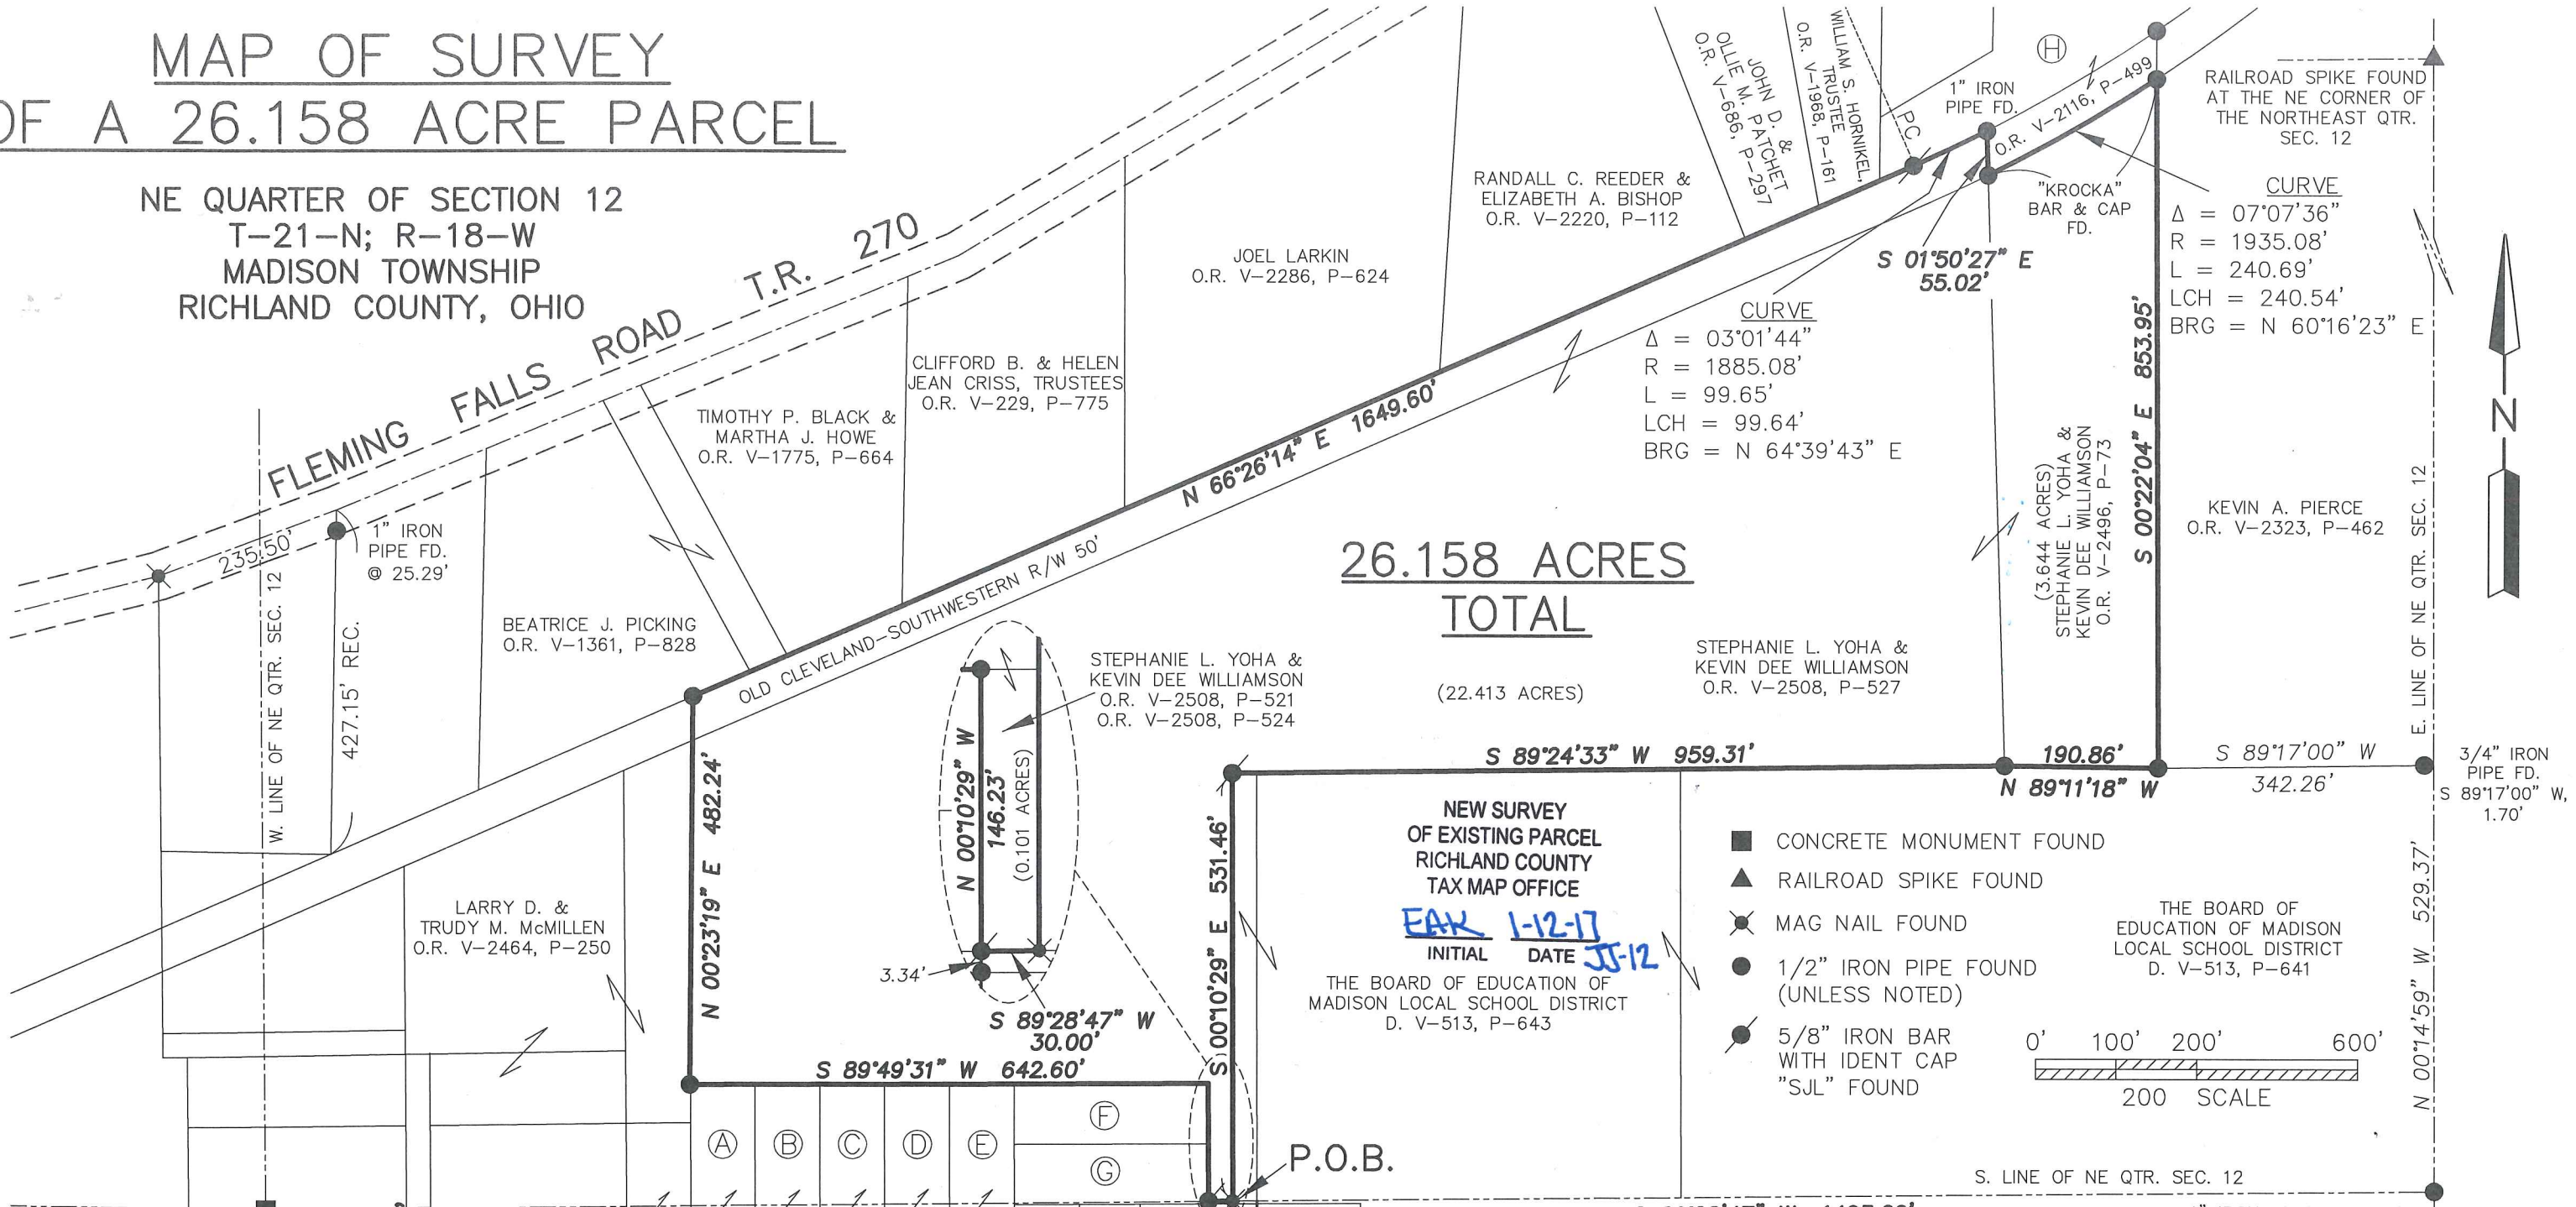 MAP OF SURVEY
OF A 26.158 ACRE PARCEL
NE QUARTER OF SECTION 12
T-21-N; R-18-W
MADISON TOWNSHIP
RICHLAND COUNTY, OHIO
FLEMING FALLS ROAD T.R. 270
235.50'
1" IRON
PIPE FD.
@ 25.29'
W. LINE OF NE QTR. SEC. 12
427.15' REC.
BEATRICE J. PICKING
O.R. V-1361, P-828
TIMOTHY P. BLACK &
MARTHA J. HOWE
O.R. V-1775, P-664
CLIFFORD B. & HELEN
JEAN CRISS, TRUSTEES
O.R. V-229, P-775
JOEL LARKIN
O.R. V-2286, P-624
RANDALL C. REEDER &
ELIZABETH A. BISHOP
O.R. V-2220, P-112
JOHN D. &
OLLIE M. PATCHET
O.R. V-686, P-297
WILLIAM S. HORNIKEL,
TRUSTEE
O.R. V-1968, P-161
PC
1" IRON
PIPE FD.
H
O.R. V-2116, P-499
RAILROAD SPIKE FOUND
AT THE NE CORNER OF
THE NORTHEAST QTR.
SEC. 12
"KROCKA"
BAR & CAP
FD.
CURVE
Δ = 07°07'36"
R = 1935.08'
L = 240.69'
LCH = 240.54'
BRG = N 60°16'23" E
S 01°50'27" E
55.02'
CURVE
Δ = 03°01'44"
R = 1885.08'
L = 99.65'
LCH = 99.64'
BRG = N 64°39'43" E
N 66°26'14" E 1649.60'
OLD CLEVELAND-SOUTHWESTERN R/W 50'
26.158 ACRES
TOTAL
(22.413 ACRES)
STEPHANIE L. YOHA &
KEVIN DEE WILLIAMSON
O.R. V-2508, P-527
(3.644 ACRES)
STEPHANIE L. YOHA &
KEVIN DEE WILLIAMSON
O.R. V-2496, P-73
S 00°22'04" E 853.95'
KEVIN A. PIERCE
O.R. V-2323, P-462
E. LINE OF NE QTR. SEC. 12
N
STEPHANIE L. YOHA &
KEVIN DEE WILLIAMSON
O.R. V-2508, P-521
O.R. V-2508, P-524
N 00°10'29" W
146.23'
(0.101 ACRES)
3.34'
S 89°28'47" W
30.00'
N 00°23'19" E 482.24'
S 89°49'31" W 642.60'
S 00°10'29" E 531.46'
S 89°24'33" W 959.31'
190.86'
N 89°11'18" W
S 89°17'00" W
342.26'
3/4" IRON
PIPE FD.
S 89°17'00" W,
1.70'
LARRY D. &
TRUDY M. McMILLEN
O.R. V-2464, P-250
NEW SURVEY
OF EXISTING PARCEL
RICHLAND COUNTY
TAX MAP OFFICE
EAK 1-12-17
INITIAL DATE JJ-12
THE BOARD OF EDUCATION OF
MADISON LOCAL SCHOOL DISTRICT
D. V-513, P-643
CONCRETE MONUMENT FOUND
RAILROAD SPIKE FOUND
MAG NAIL FOUND
1/2" IRON PIPE FOUND
(UNLESS NOTED)
5/8" IRON BAR
WITH IDENT CAP
"SJL" FOUND
THE BOARD OF
EDUCATION OF MADISON
LOCAL SCHOOL DISTRICT
D. V-513, P-641
0' 100' 200' 600'
200 SCALE
N 00°14'59" W 529.37'
A B C D E F
G
P.O.B.
S. LINE OF NE QTR. SEC. 12